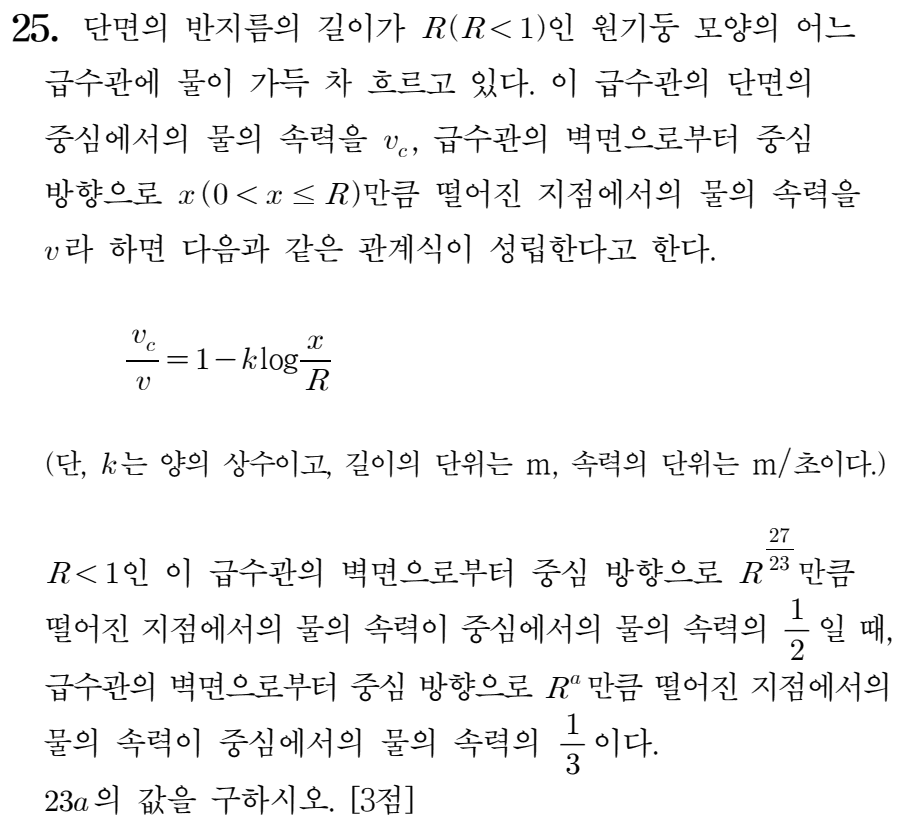 25. 단면의 반지름의 길이가 R(R<1)인 원기둥 모양의 어느
급수관에 물이 가득 차 흐르고 있다. 이 급수관의 단면의
중심에서의 물의 속력을 v_c, 급수관의 벽면으로부터 중심
방향으로 x(0<x≤R)만큼 떨어진 지점에서의 물의 속력을
v라 하면 다음과 같은 관계식이 성립한다고 한다.
v_c/v = 1 - k log x/R
(단, k는 양의 상수이고, 길이의 단위는 m, 속력의 단위는 m/초이다.)
R<1인 이 급수관의 벽면으로부터 중심 방향으로 R^(27/23)만큼
떨어진 지점에서의 물의 속력이 중심에서의 물의 속력의 1/2일 때,
급수관의 벽면으로부터 중심 방향으로 R^a만큼 떨어진 지점에서의
물의 속력이 중심에서의 물의 속력의 1/3이다.
23a의 값을 구하시오. [3점]